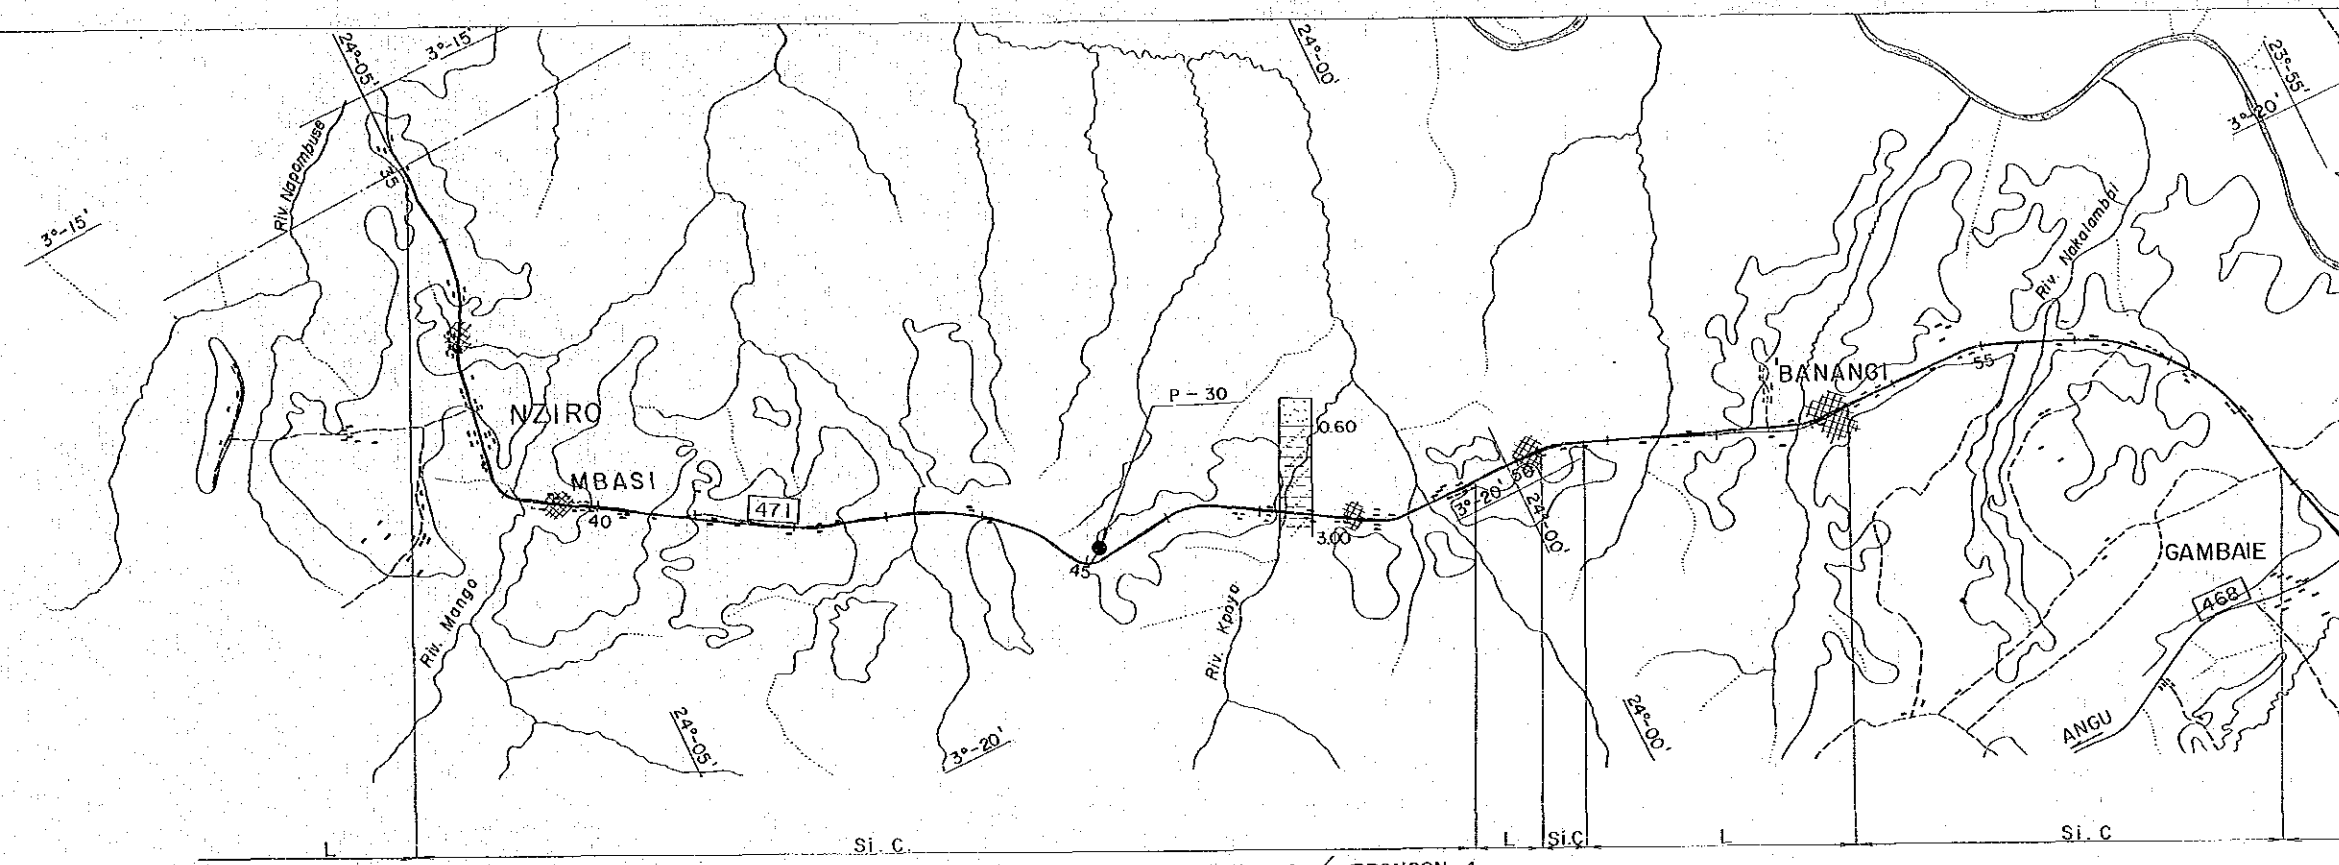 24°-05'
3°-15'
24°-00'
23°-55'
3°-20'
Riv. Napambuse
35
3°-15'
Riv. Nakalambai
P - 30
0.60
BANANGI
55
NZIRO
MBASI
40
471
3.00
3°-20'
50
24°-00'
45
GAMBAIE
468
Riv. Mango
Riv. Kpoyo
24°-05'
3°-20'
24°-00'
ANGU
L
Si. C.
L
Si.C
L
Si. C